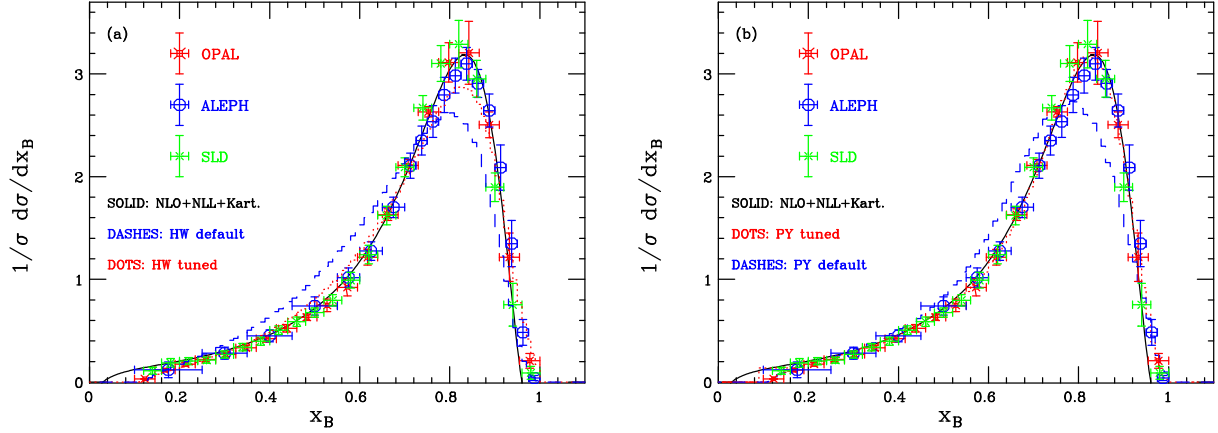 (a)
OPAL
ALEPH
SLD
SOLID: NLO+NLL+Kart.
DASHES: HW default
DOTS: HW tuned
1/σ dσ/dx_B
3
2
1
0
0 0.2 0.4 0.6 0.8 1
x_B
(b)
OPAL
ALEPH
SLD
SOLID: NLO+NLL+Kart.
DOTS: PY tuned
DASHES: PY default
1/σ dσ/dx_B
3
2
1
0
0 0.2 0.4 0.6 0.8 1
x_B